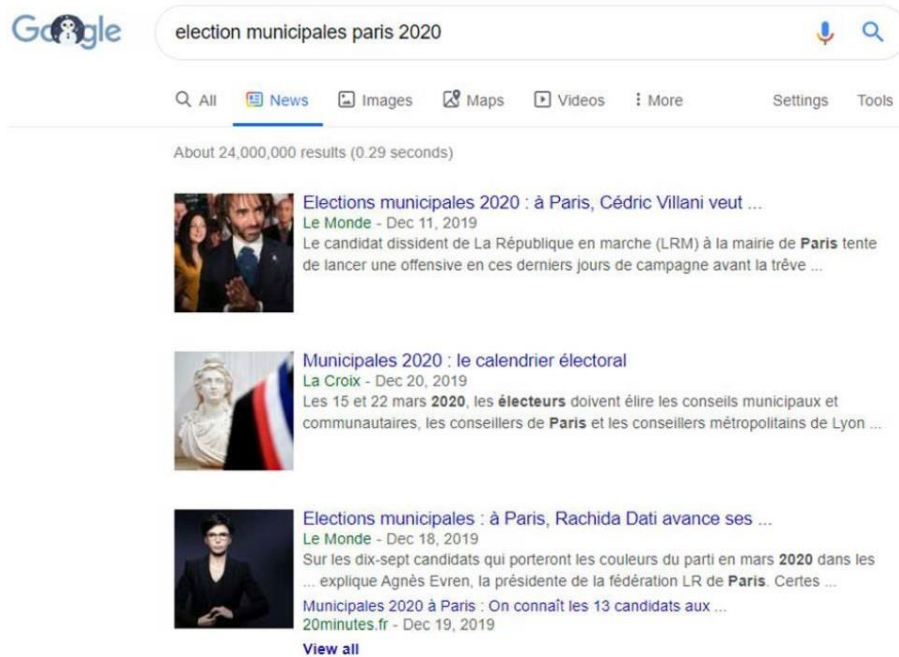 Google
election municipales paris 2020
All News Images Maps Videos More Settings Tools
About 24,000,000 results (0.29 seconds)
Elections municipales 2020 : à Paris, Cédric Villani veut ...
Le Monde - Dec 11, 2019
Le candidat dissident de La République en marche (LRM) à la mairie de Paris tente
de lancer une offensive en ces derniers jours de campagne avant la trêve ...
Municipales 2020 : le calendrier électoral
La Croix - Dec 20, 2019
Les 15 et 22 mars 2020, les électeurs doivent élire les conseils municipaux et
communautaires, les conseillers de Paris et les conseillers métropolitains de Lyon ...
Elections municipales : à Paris, Rachida Dati avance ses ...
Le Monde - Dec 18, 2019
Sur les dix-sept candidats qui porteront les couleurs du parti en mars 2020 dans les
... explique Agnès Evren, la présidente de la fédération LR de Paris. Certes ...
Municipales 2020 à Paris : On connaît les 13 candidats aux ...
20minutes.fr - Dec 19, 2019
View all